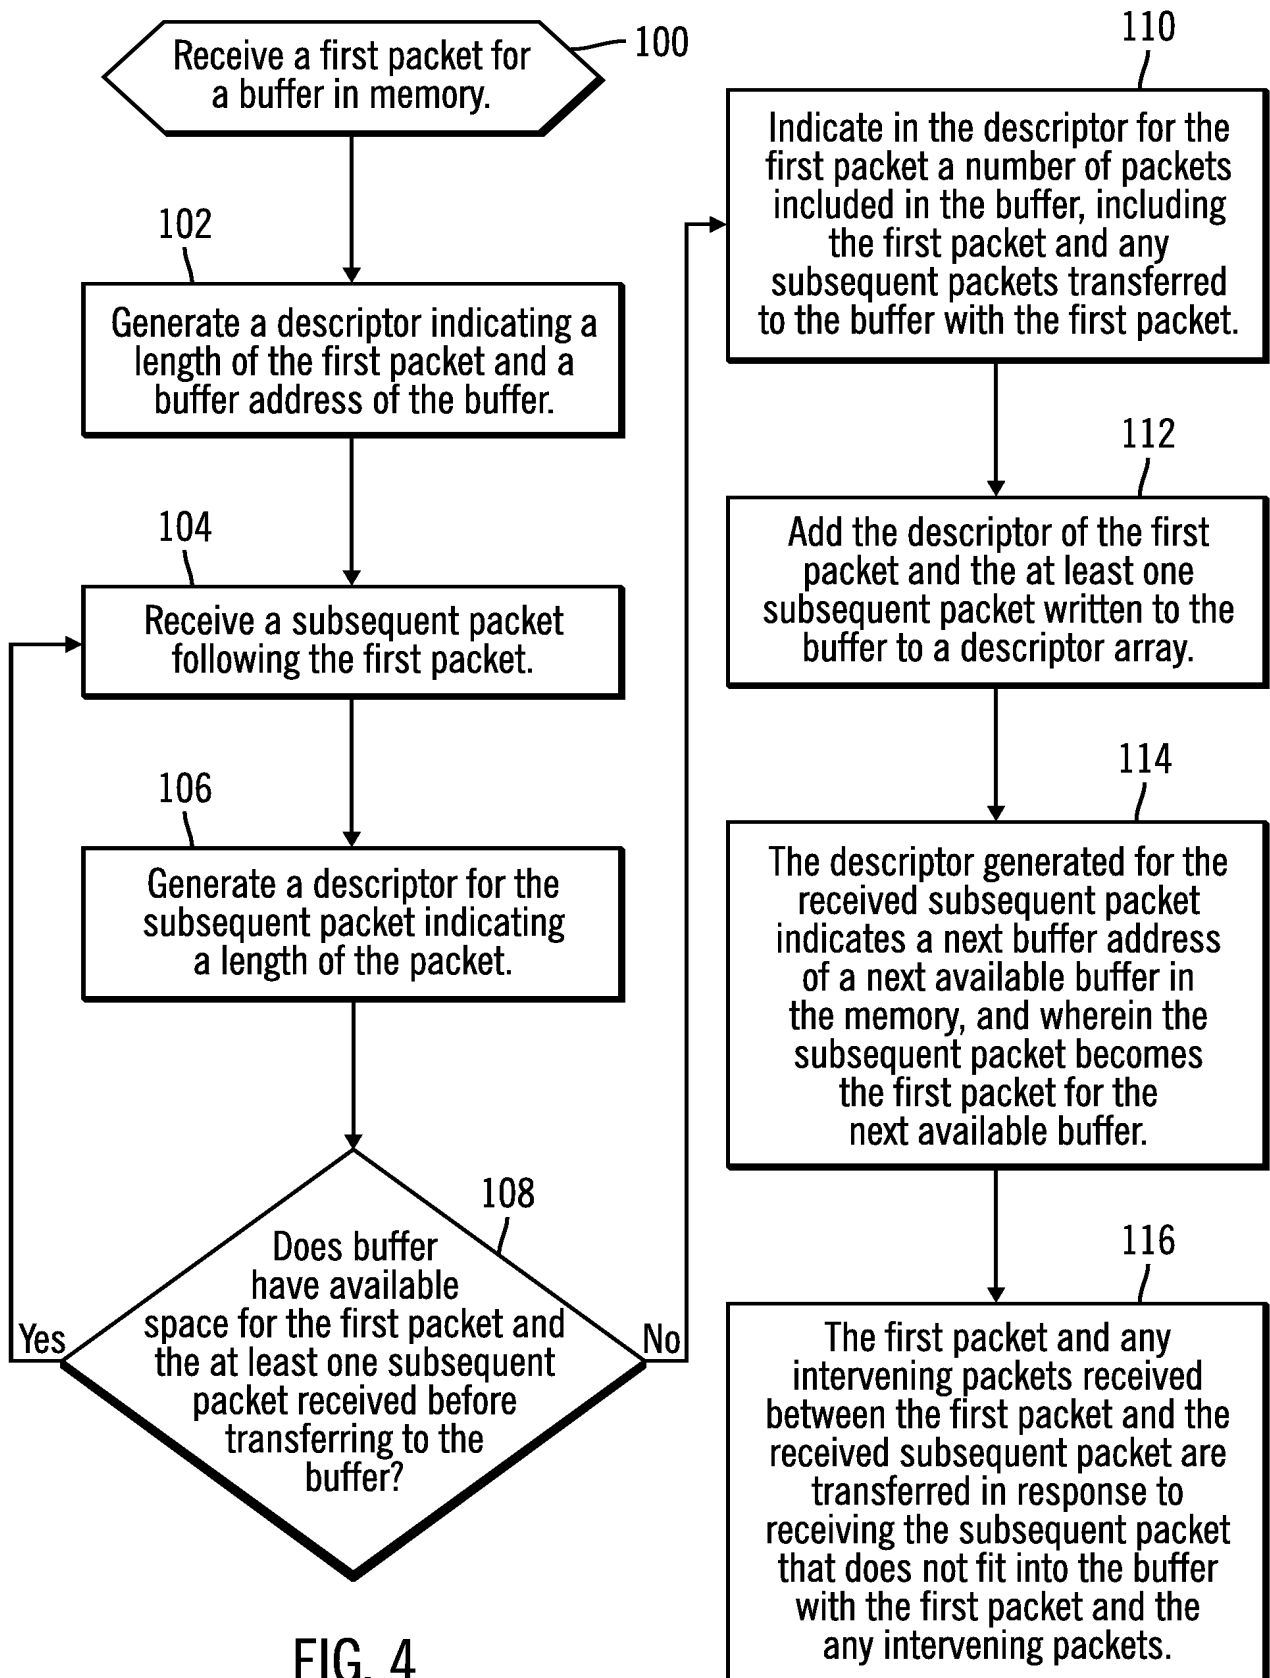 100
Receive a first packet for
a buffer in memory.
102
Generate a descriptor indicating a
length of the first packet and a
buffer address of the buffer.
104
Receive a subsequent packet
following the first packet.
106
Generate a descriptor for the
subsequent packet indicating
a length of the packet.
108
Does buffer
have available
space for the first packet and
the at least one subsequent
packet received before
transferring to the
buffer?
Yes
No
110
Indicate in the descriptor for the
first packet a number of packets
included in the buffer, including
the first packet and any
subsequent packets transferred
to the buffer with the first packet.
112
Add the descriptor of the first
packet and the at least one
subsequent packet written to the
buffer to a descriptor array.
114
The descriptor generated for the
received subsequent packet
indicates a next buffer address
of a next available buffer in
the memory, and wherein the
subsequent packet becomes
the first packet for the
next available buffer.
116
The first packet and any
intervening packets received
between the first packet and the
received subsequent packet are
transferred in response to
receiving the subsequent packet
that does not fit into the buffer
with the first packet and the
any intervening packets.
FIG. 4